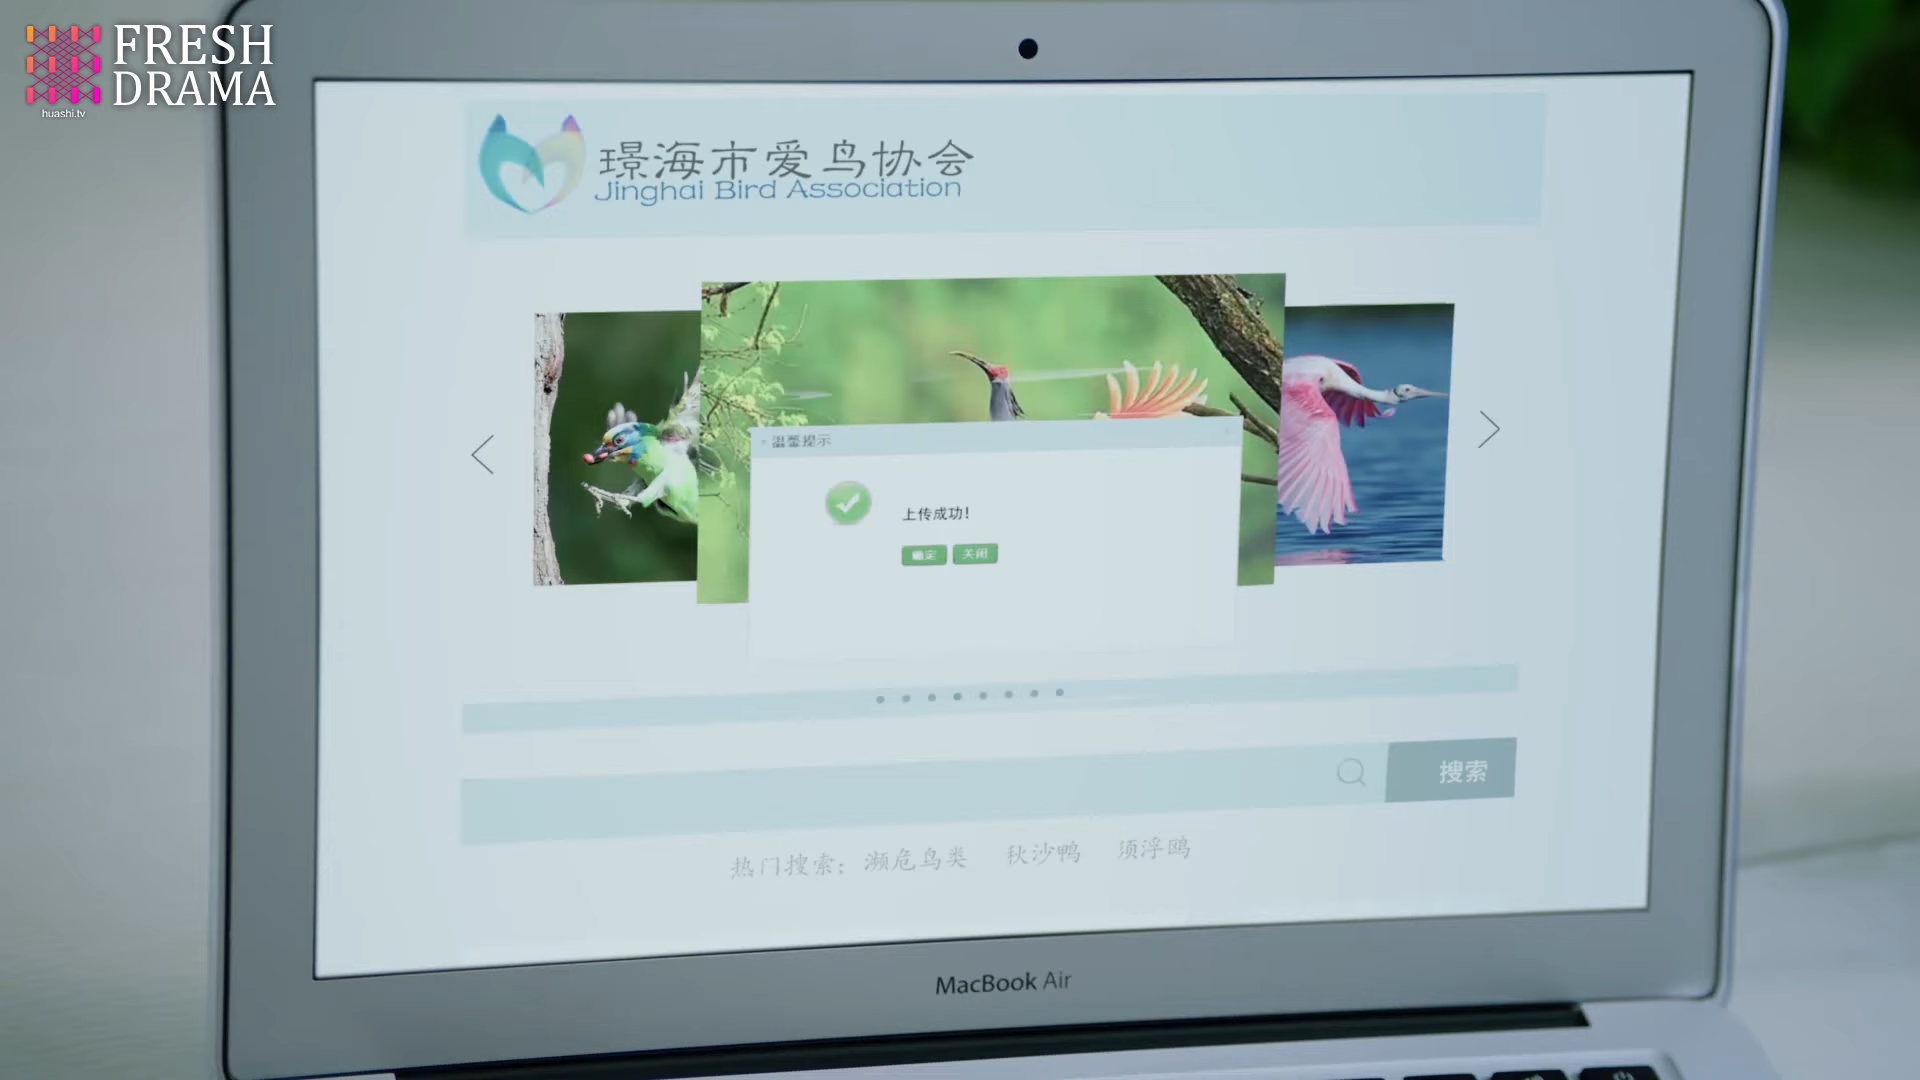 FRESH
DRAMA
huashi.tv
璟海市爱鸟协会
Jinghai Bird Association
温馨提示
上传成功!
确定 关闭
搜索
热门搜索: 濒危鸟类 秋沙鸭 须浮鸥
MacBook Air